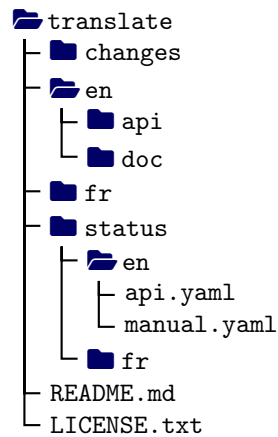 translate
changes
en
api
doc
fr
status
en
api.yaml
manual.yaml
fr
README.md
LICENSE.txt